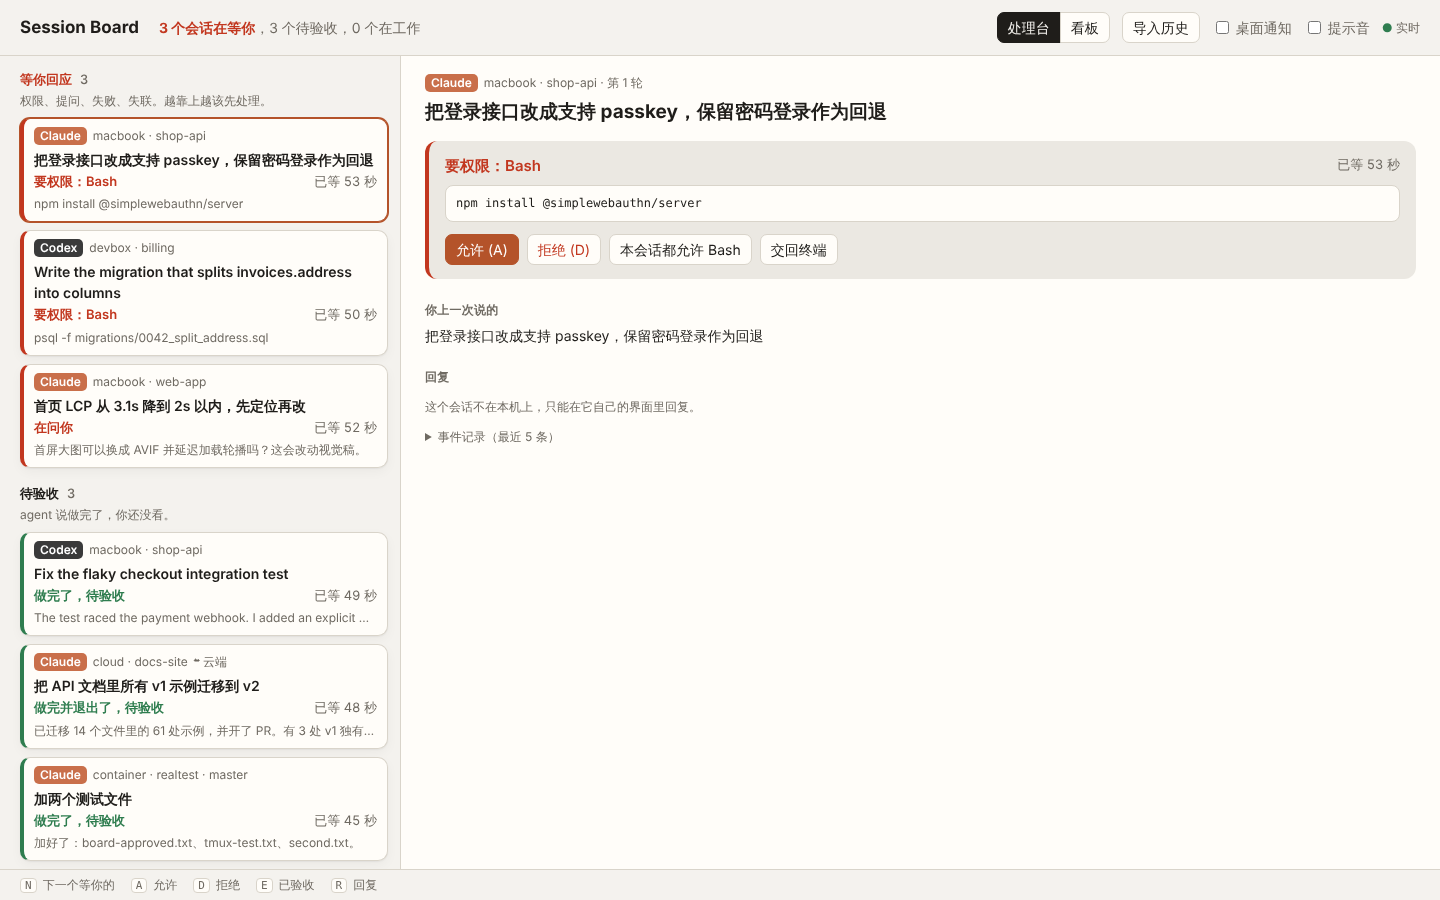 Session Board
3 个会话在等你，3 个待验收，0 个在工作
处理台 看板 导入历史 桌面通知 提示音 实时
等你回应 3
权限、提问、失败、失联。越靠上越该先处理。
Claude macbook · shop-api
把登录接口改成支持 passkey，保留密码登录作为回退
要权限：Bash 已等 53 秒
npm install @simplewebauthn/server
Codex devbox · billing
Write the migration that splits invoices.address
into columns
要权限：Bash 已等 50 秒
psql -f migrations/0042_split_address.sql
Claude macbook · web-app
首页 LCP 从 3.1s 降到 2s 以内，先定位再改
在问你 已等 52 秒
首屏大图可以换成 AVIF 并延迟加载轮播吗？这会改动视觉稿。
待验收 3
agent 说做完了，你还没看。
Codex macbook · shop-api
Fix the flaky checkout integration test
做完了，待验收 已等 49 秒
The test raced the payment webhook. I added an explicit ...
Claude cloud · docs-site 云端
把 API 文档里所有 v1 示例迁移到 v2
做完并退出了，待验收 已等 48 秒
已迁移 14 个文件里的 61 处示例，并开了 PR。有 3 处 v1 独有...
Claude container · realtest · master
加两个测试文件
做完了，待验收 已等 45 秒
加好了：board-approved.txt、tmux-test.txt、second.txt。
Claude macbook · shop-api · 第 1 轮
把登录接口改成支持 passkey，保留密码登录作为回退
要权限：Bash 已等 53 秒
npm install @simplewebauthn/server
允许 (A) 拒绝 (D) 本会话都允许 Bash 交回终端
你上一次说的
把登录接口改成支持 passkey，保留密码登录作为回退
回复
这个会话不在本机上，只能在它自己的界面里回复。
▶ 事件记录（最近 5 条）
N 下一个等你的 A 允许 D 拒绝 E 已验收 R 回复